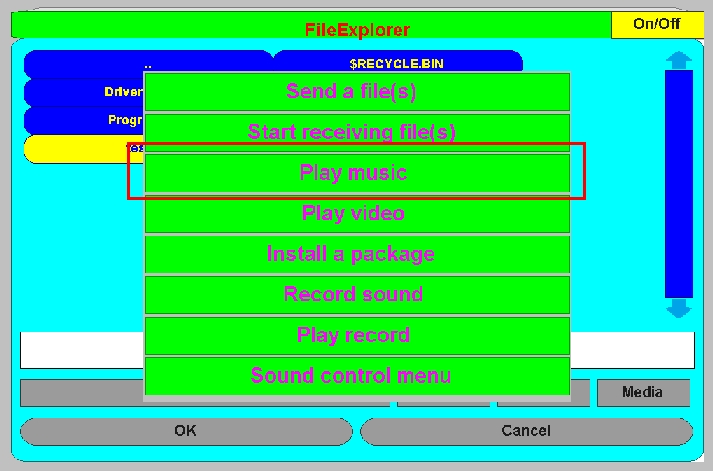 FileExplorer
On/Off
..
$RECYCLE.BIN
Driver
Send a file(s)
Progr
Start receiving file(s)
Play music
Play video
Install a package
Record sound
Play record
Sound control menu
Media
OK
Cancel